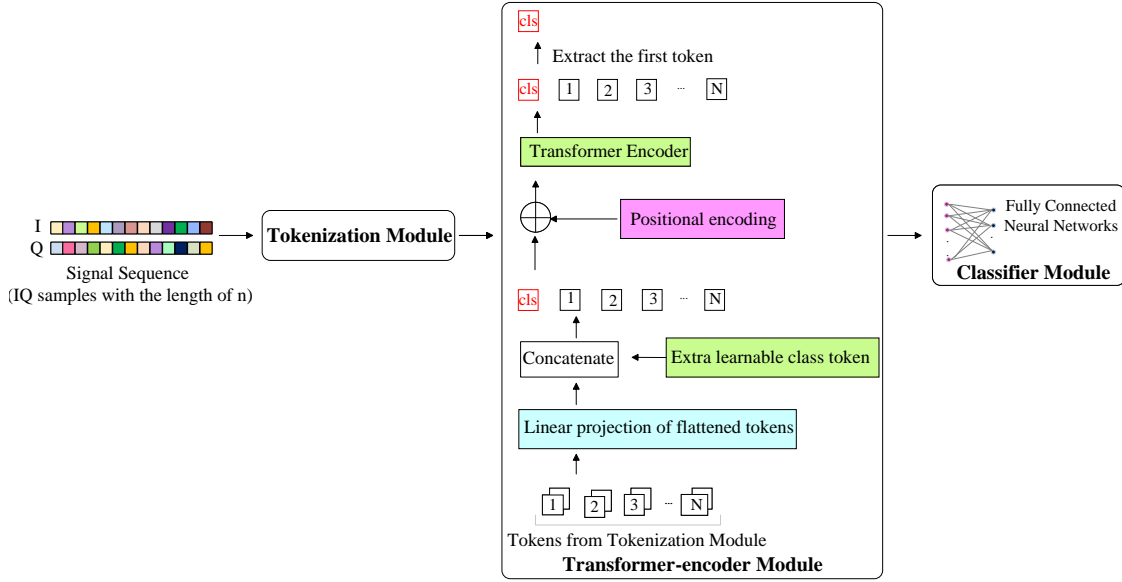 cls
Extract the first token
cls 1 2 3 ... N
Transformer Encoder
Positional encoding
I
Q
Signal Sequence
(IQ samples with the length of n)
Tokenization Module
cls 1 2 3 ... N
Concatenate
Extra learnable class token
Linear projection of flattened tokens
1 2 3 ... N
Tokens from Tokenization Module
Transformer-encoder Module
Fully Connected
Neural Networks
Classifier Module